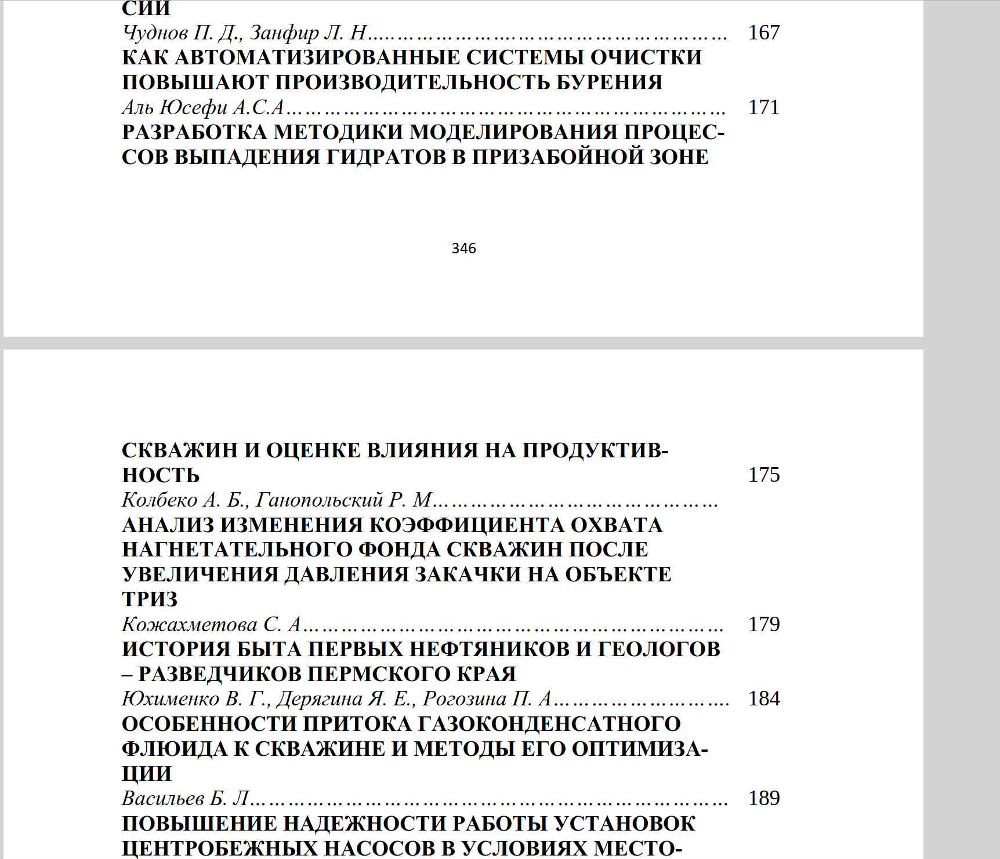 СИИ
Чуднов П. Д., Занфир Л. Н.……………………………………………… 167
КАК АВТОМАТИЗИРОВАННЫЕ СИСТЕМЫ ОЧИСТКИ
ПОВЫШАЮТ ПРОИЗВОДИТЕЛЬНОСТЬ БУРЕНИЯ
Аль Юсефи А.С.А………………………………………………………… 171
РАЗРАБОТКА МЕТОДИКИ МОДЕЛИРОВАНИЯ ПРОЦЕС-
СОВ ВЫПАДЕНИЯ ГИДРАТОВ В ПРИЗАБОЙНОЙ ЗОНЕ
346
СКВАЖИН И ОЦЕНКЕ ВЛИЯНИЯ НА ПРОДУКТИВ-
НОСТЬ 175
Колбеко А. Б., Ганопольский Р. М………………………………………
АНАЛИЗ ИЗМЕНЕНИЯ КОЭФФИЦИЕНТА ОХВАТА
НАГНЕТАТЕЛЬНОГО ФОНДА СКВАЖИН ПОСЛЕ
УВЕЛИЧЕНИЯ ДАВЛЕНИЯ ЗАКАЧКИ НА ОБЪЕКТЕ
ТРИЗ
Кожахметова С. А………………………………………………………… 179
ИСТОРИЯ БЫТА ПЕРВЫХ НЕФТЯНИКОВ И ГЕОЛОГОВ
– РАЗВЕДЧИКОВ ПЕРМСКОГО КРАЯ
Юхименко В. Г., Дерягина Я. Е., Рогозина П. А………………………. 184
ОСОБЕННОСТИ ПРИТОКА ГАЗОКОНДЕНСАТНОГО
ФЛЮИДА К СКВАЖИНЕ И МЕТОДЫ ЕГО ОПТИМИЗА-
ЦИИ
Васильев Б. Л……………………………………………………………… 189
ПОВЫШЕНИЕ НАДЕЖНОСТИ РАБОТЫ УСТАНОВОК
ЦЕНТРОБЕЖНЫХ НАСОСОВ В УСЛОВИЯХ МЕСТО-